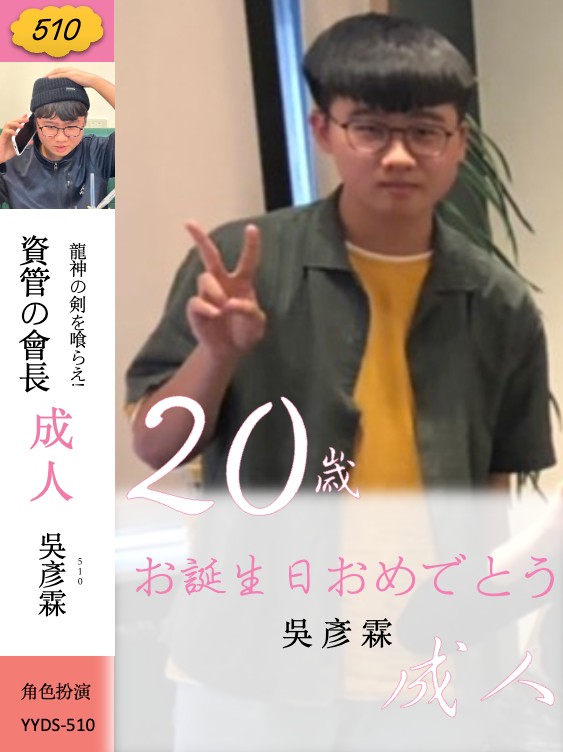 510
龍神の剣を喰らえ!
資管の會長
成人
吳彥霖
510
角色扮演
YYDS-510
20歳
お誕生日おめでとう
吳彥霖
成人